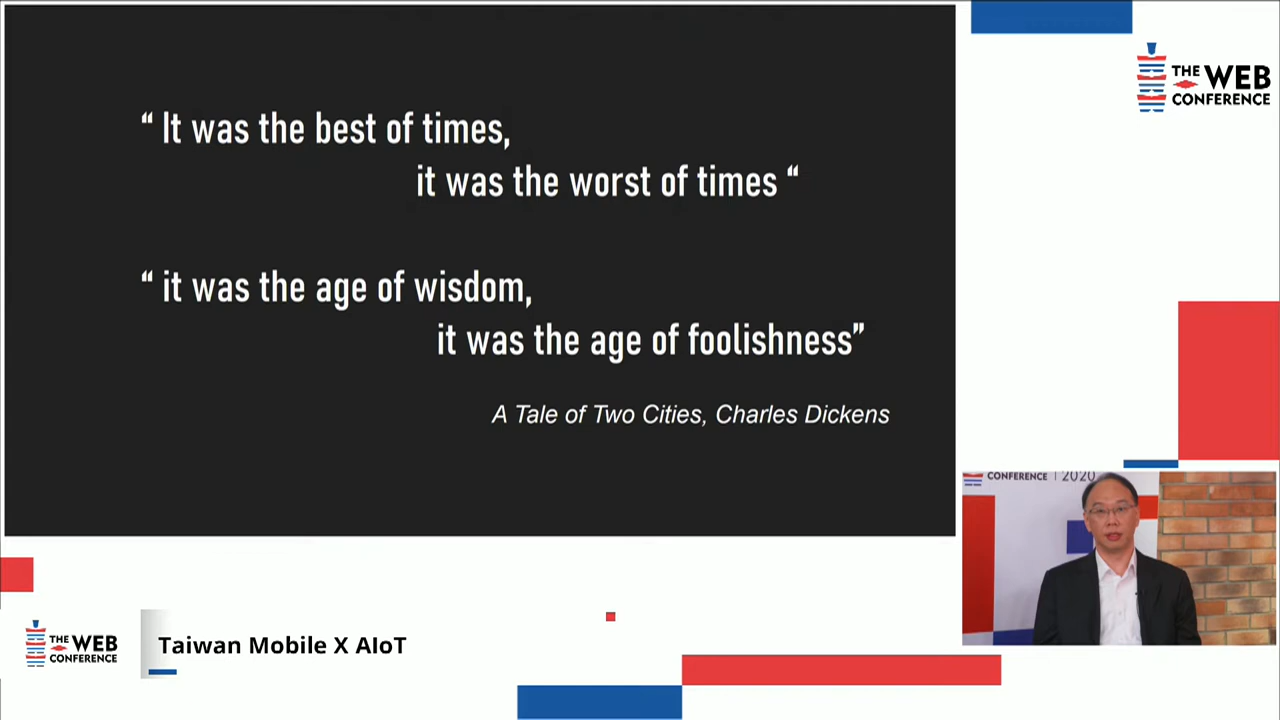 “ It was the best of times,
it was the worst of times “
“ it was the age of wisdom,
it was the age of foolishness”
A Tale of Two Cities, Charles Dickens
THE WEB
CONFERENCE
CONFERENCE | 2020
THE WEB
CONFERENCE
Taiwan Mobile X AIoT